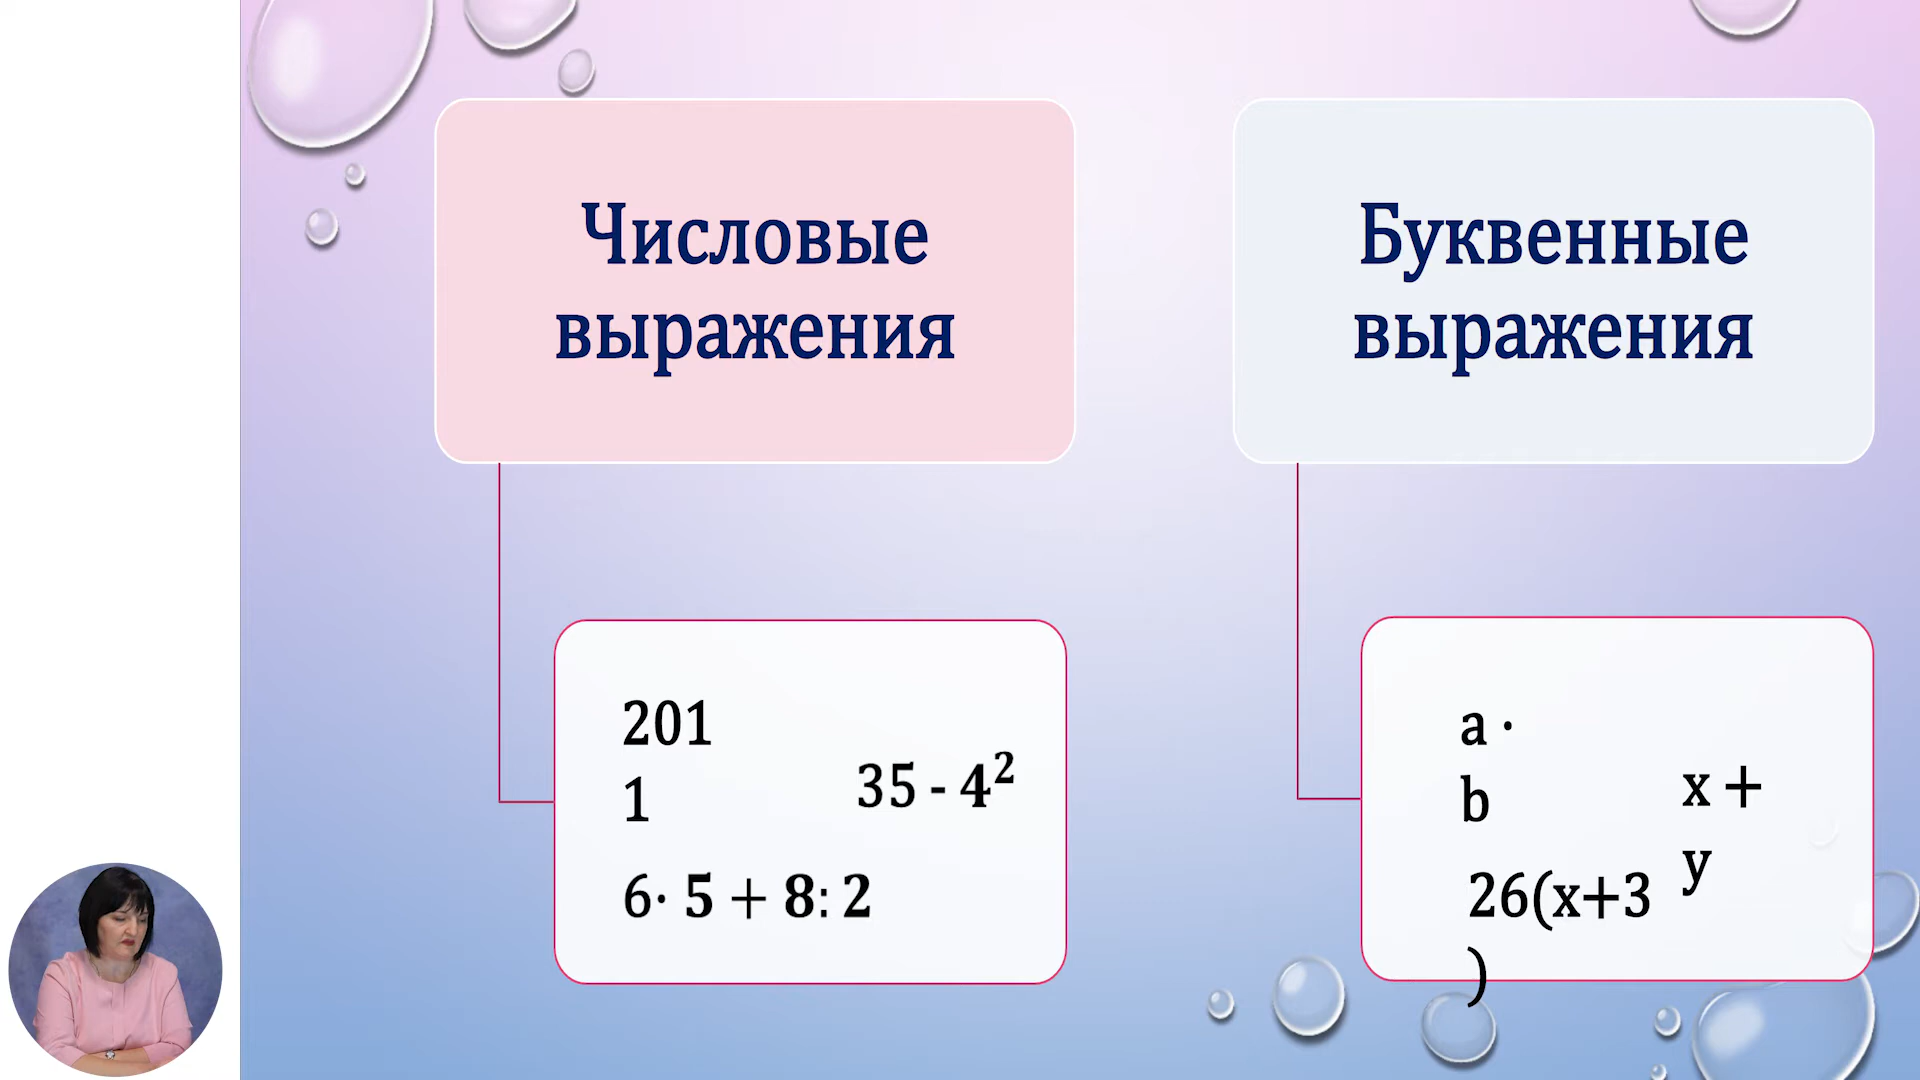 Числовые
выражения
Буквенные
выражения
201
1
35 - 4²
6· 5 + 8: 2
a ·
b
x +
y
26(x+3
)